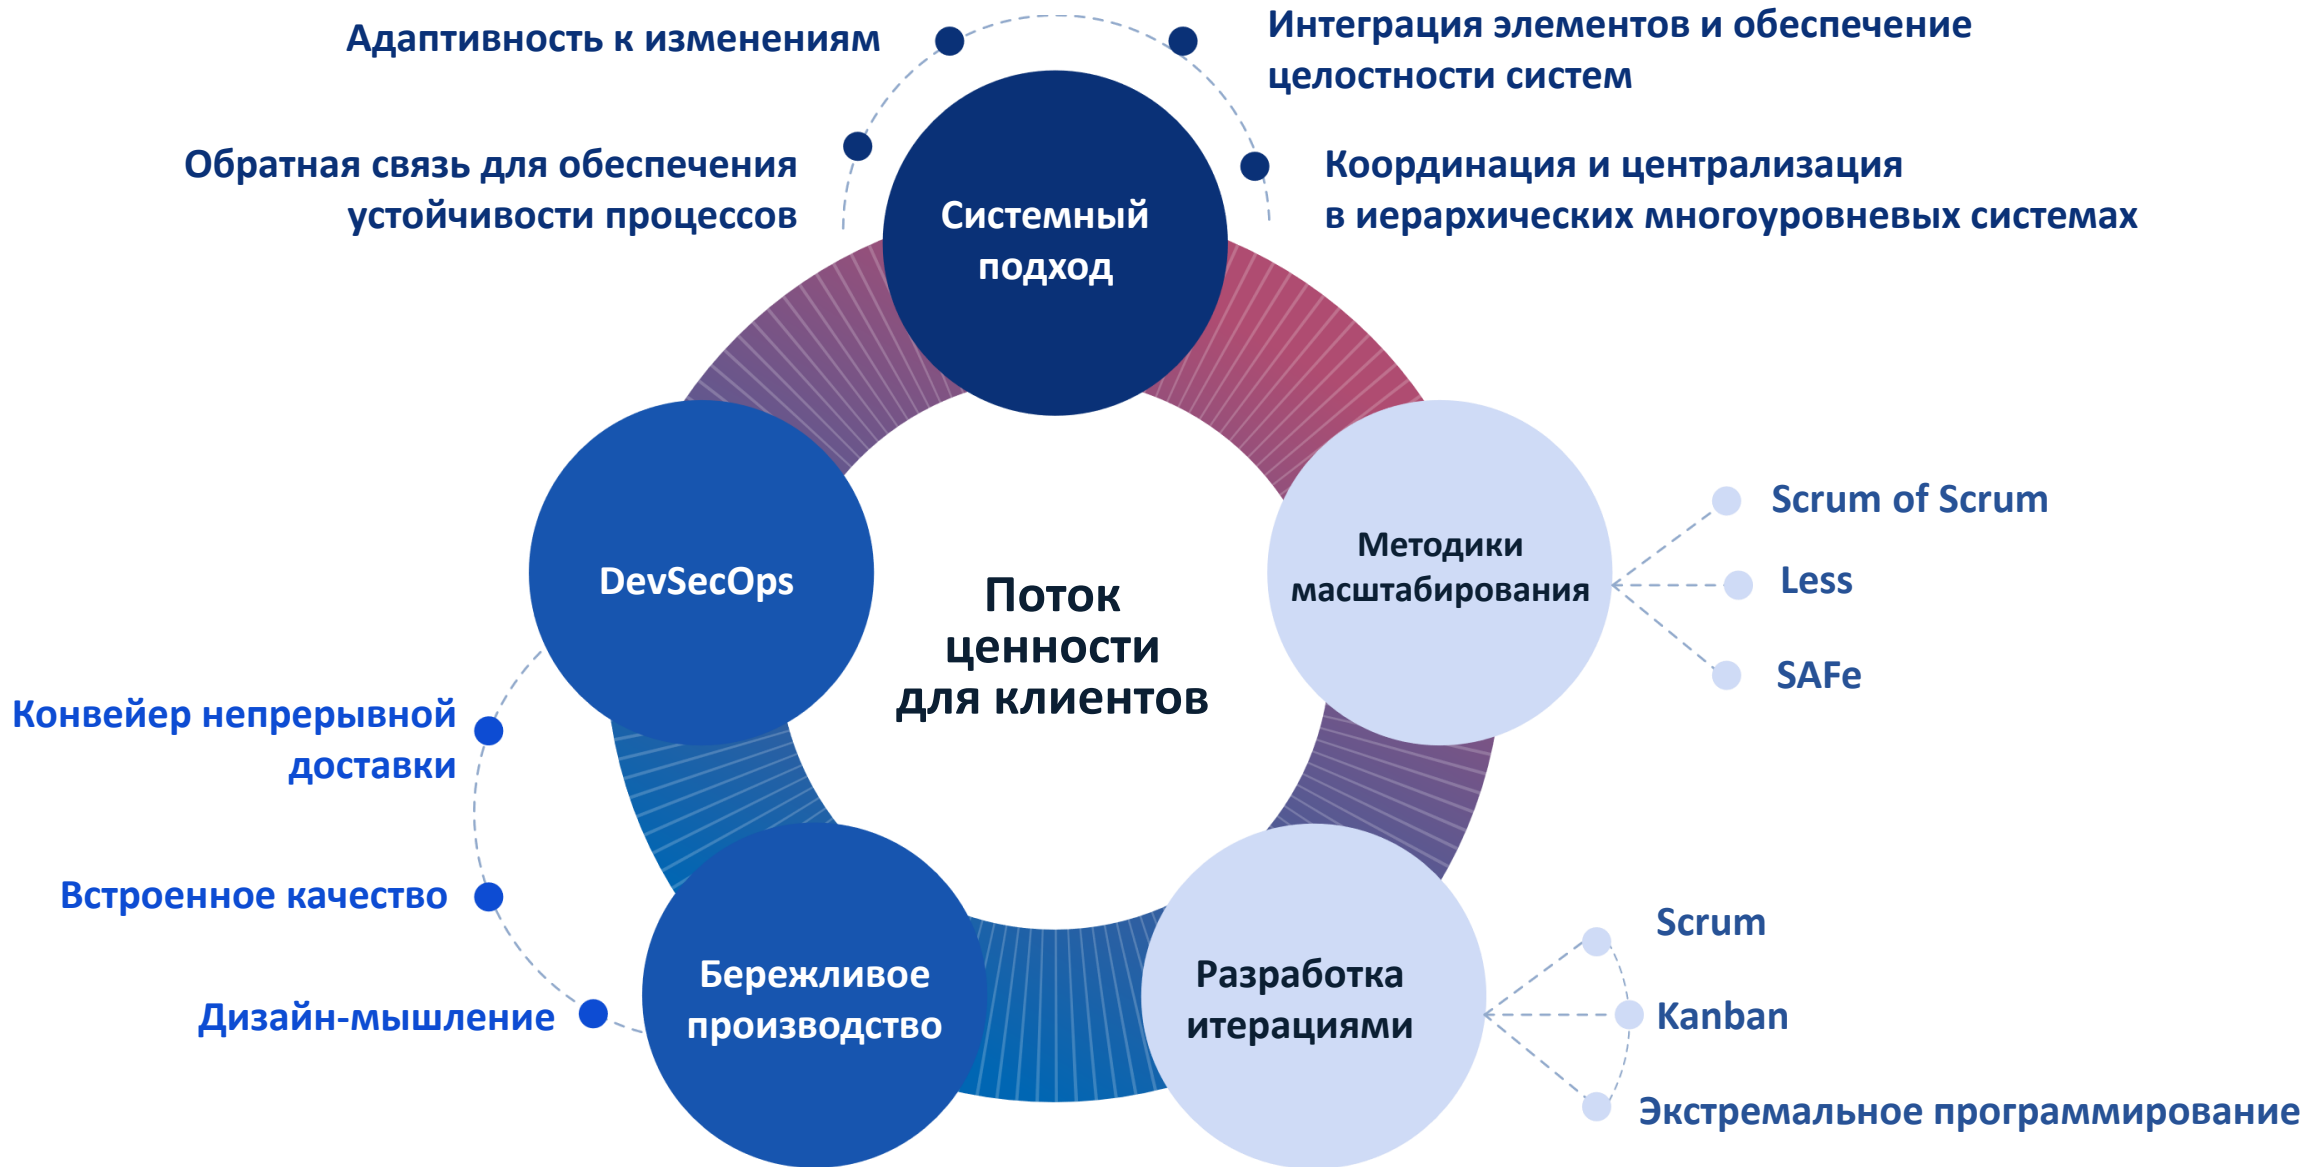 Адаптивность к изменениям
Интеграция элементов и обеспечение
целостности систем
Обратная связь для обеспечения
устойчивости процессов
Координация и централизация
в иерархических многоуровневых системах
Системный
подход
DevSecOps
Методики
масштабирования
Scrum of Scrum
Less
SAFe
Поток
ценности
для клиентов
Конвейер непрерывной
доставки
Встроенное качество
Дизайн-мышление
Бережливое
производство
Разработка
итерациями
Scrum
Kanban
Экстремальное программирование